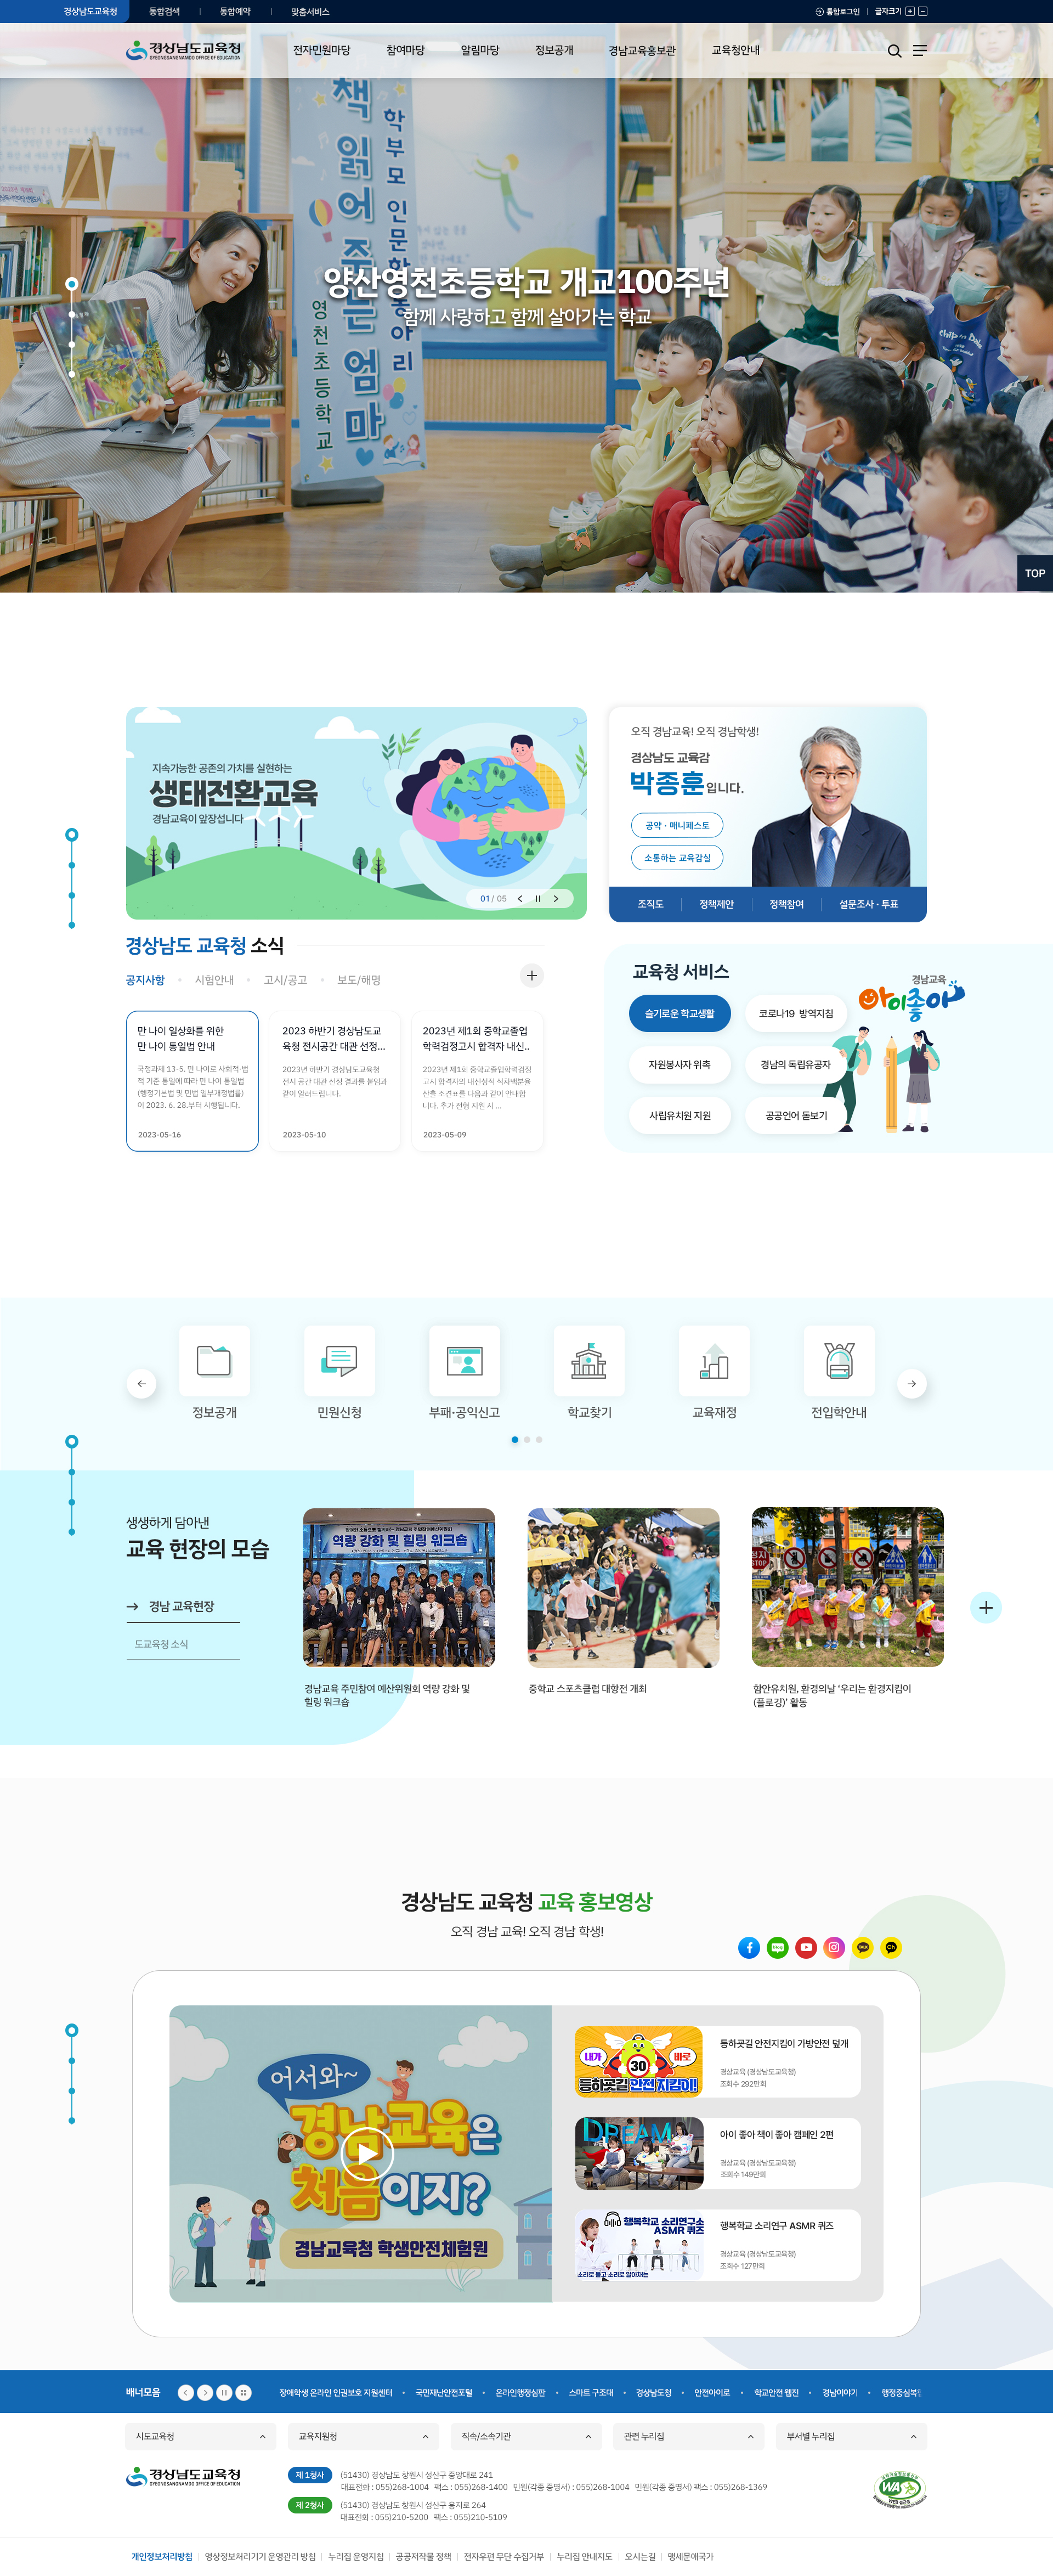 경상남도교육청
통합검색
통합예약
맞춤서비스
통합로그인
글자크기
경상남도교육청
GYEONGSANGNAMDO OFFICE OF EDUCATION
전자민원마당
참여마당
알림마당
정보공개
경남교육홍보관
교육청안내
책 읽어주는 엄마
학부모 인문학 동아리
영천초등학교
양산영천초등학교 개교100주년
함께 사랑하고 함께 살아가는 학교
TOP
지속가능한 공존의 가치를 실현하는
생태전환교육
경남교육이 앞장섭니다
01 / 05
오직 경남교육! 오직 경남학생!
경상남도 교육감
박종훈입니다.
공약 · 매니페스토
소통하는 교육감실
조직도
정책제안
정책참여
설문조사 · 투표
경상남도 교육청 소식
공지사항
시험안내
고시/공고
보도/해명
만 나이 일상화를 위한
만 나이 통일법 안내
국정과제 13-5. 만 나이로 사회적·법
적 기준 통일에 따라 만 나이 통일법
(행정기본법 및 민법 일부개정법률)
이 2023. 6. 28.부터 시행됩니다.
2023-05-16
2023 하반기 경상남도교
육청 전시공간 대관 선정...
2023년 하반기 경상남도교육청
전시 공간 대관 선정 결과를 붙임과
같이 알려드립니다.
2023-05-10
2023년 제1회 중학교졸업
학력검정고시 합격자 내신..
2023년 제1회 중학교졸업학력검정
고시 합격자의 내신성적 석차백분율
산출 조건표를 다음과 같이 안내합
니다. 추가 전형 지원 시 ...
2023-05-09
교육청 서비스
슬기로운 학교생활
코로나19 방역지침
자원봉사자 위촉
경남의 독립유공자
사립유치원 지원
공공언어 돋보기
경남교육
아이좋아
정보공개
민원신청
부패·공익신고
학교찾기
교육재정
전입학안내
생생하게 담아낸
교육 현장의 모습
경남 교육현장
도교육청 소식
역량 강화 및 힐링 워크숍
경남교육 주민참여 예산위원회 역량 강화 및
힐링 워크숍
중학교 스포츠클럽 대항전 개최
함안유치원, 환경의날 '우리는 환경지킴이
(플로깅)' 활동
경상남도 교육청 교육 홍보영상
오직 경남 교육! 오직 경남 학생!
blog
TALK
Ch
어서와~
경남교육은
처음이지?
경남교육청 학생안전체험원
내가
30
바로
등하굣길 안전 지킴이!
등하굣길 안전지킴이 가방안전 덮개
경상교육 (경상남도교육청)
조회수 292만회
DREAM
아이 좋아 책이 좋아 캠페인 2편
경상교육 (경상남도교육청)
조회수 149만회
행복학교 소리연구소
ASMR 퀴즈
소리로 듣고 소리로 알아채는
행복학교 소리연구 ASMR 퀴즈
경상교육 (경상남도교육청)
조회수 127만회
배너모음
장애학생 온라인 인권보호 지원센터
국민재난안전포털
온라인행정심판
스마트 구조대
경상남도청
안전아이로
학교안전 웹진
경남이야기
행정중심복
시도교육청
교육지원청
직속/소속기관
관련 누리집
부서별 누리집
경상남도교육청
GYEONGSANGNAMDO OFFICE OF EDUCATION
제 1청사
(51430) 경상남도 창원시 성산구 중앙대로 241
대표전화 : 055)268-1004 팩스 : 055)268-1400 민원(각종 증명서) : 055)268-1004 민원(각종 증명서) 팩스 : 055)268-1369
제 2청사
(51430) 경상남도 창원시 성산구 용지로 264
대표전화 : 055)210-5200 팩스 : 055)210-5109
WA
WEB 접근성
개인정보처리방침
영상정보처리기기 운영관리 방침
누리집 운영지침
공공저작물 정책
전자우편 무단 수집거부
누리집 안내지도
오시는길
맹세문애국가